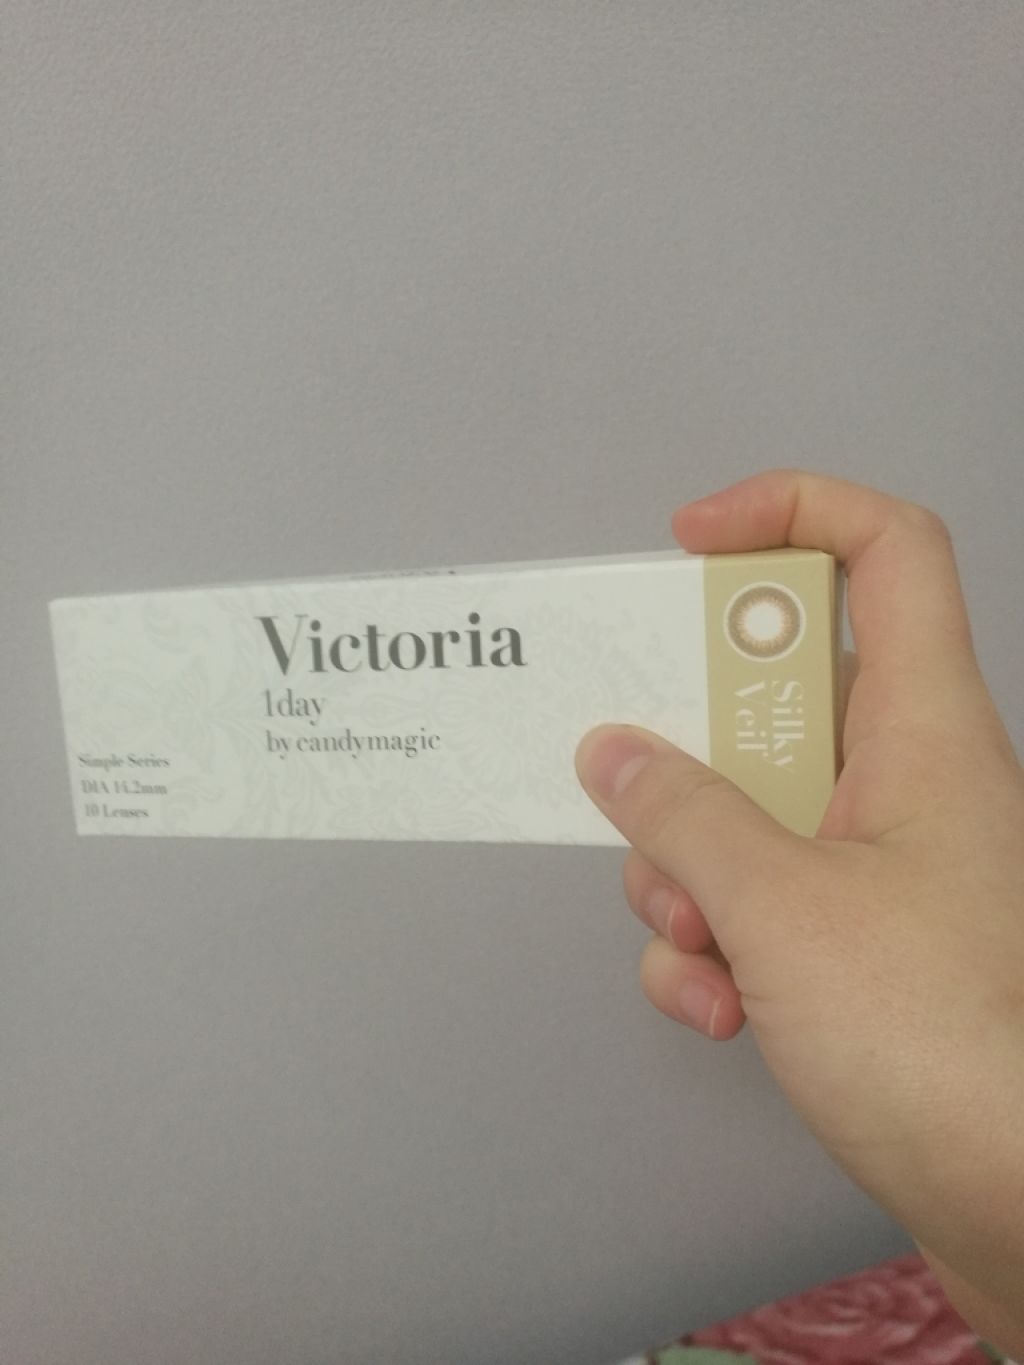 Victoria
1day
by candymagic
Simple Series
DIA 14.2mm
10 Lenses
Silky
Veil